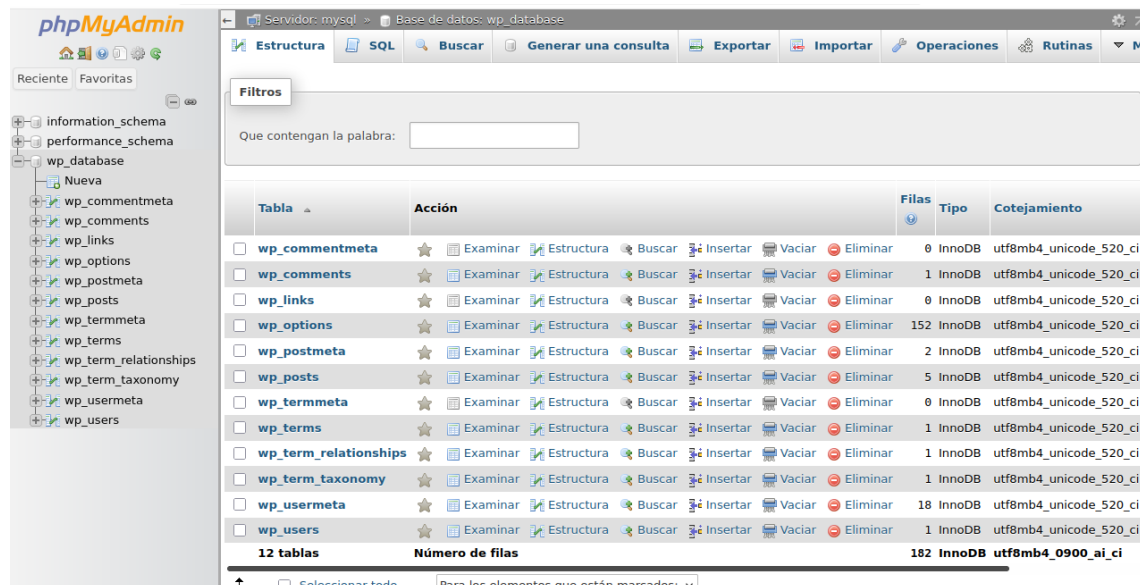 phpMyAdmin
Reciente Favoritas
information_schema
performance_schema
wp_database
Nueva
wp_commentmeta
wp_comments
wp_links
wp_options
wp_postmeta
wp_posts
wp_termmeta
wp_terms
wp_term_relationships
wp_term_taxonomy
wp_usermeta
wp_users
Servidor: mysql » Base de datos: wp_database
Estructura SQL Buscar Generar una consulta Exportar Importar Operaciones Rutinas M
Filtros
Que contengan la palabra:
Tabla Acción Filas Tipo Cotejamiento
wp_commentmeta Examinar Estructura Buscar Insertar Vaciar Eliminar 0 InnoDB utf8mb4_unicode_520_ci
wp_comments Examinar Estructura Buscar Insertar Vaciar Eliminar 1 InnoDB utf8mb4_unicode_520_ci
wp_links Examinar Estructura Buscar Insertar Vaciar Eliminar 0 InnoDB utf8mb4_unicode_520_ci
wp_options Examinar Estructura Buscar Insertar Vaciar Eliminar 152 InnoDB utf8mb4_unicode_520_ci
wp_postmeta Examinar Estructura Buscar Insertar Vaciar Eliminar 2 InnoDB utf8mb4_unicode_520_ci
wp_posts Examinar Estructura Buscar Insertar Vaciar Eliminar 5 InnoDB utf8mb4_unicode_520_ci
wp_termmeta Examinar Estructura Buscar Insertar Vaciar Eliminar 0 InnoDB utf8mb4_unicode_520_ci
wp_terms Examinar Estructura Buscar Insertar Vaciar Eliminar 1 InnoDB utf8mb4_unicode_520_ci
wp_term_relationships Examinar Estructura Buscar Insertar Vaciar Eliminar 1 InnoDB utf8mb4_unicode_520_ci
wp_term_taxonomy Examinar Estructura Buscar Insertar Vaciar Eliminar 1 InnoDB utf8mb4_unicode_520_ci
wp_usermeta Examinar Estructura Buscar Insertar Vaciar Eliminar 18 InnoDB utf8mb4_unicode_520_ci
wp_users Examinar Estructura Buscar Insertar Vaciar Eliminar 1 InnoDB utf8mb4_unicode_520_ci
12 tablas Número de filas 182 InnoDB utf8mb4_0900_ai_ci
Seleccionar todo Para los elementos que están marcados: